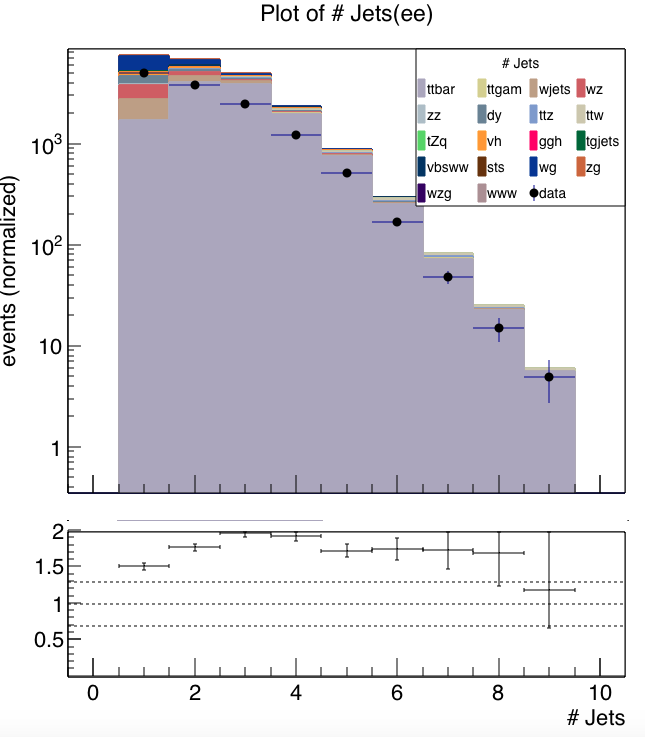 Plot of # Jets(ee)
# Jets
ttbar ttgam wjets wz
zz dy ttz ttw
tZq vh ggh tgjets
vbsww sts wg zg
wzg www data
events (normalized)
10³
10²
10
1
2
1.5
1
0.5
0 2 4 6 8 10
# Jets